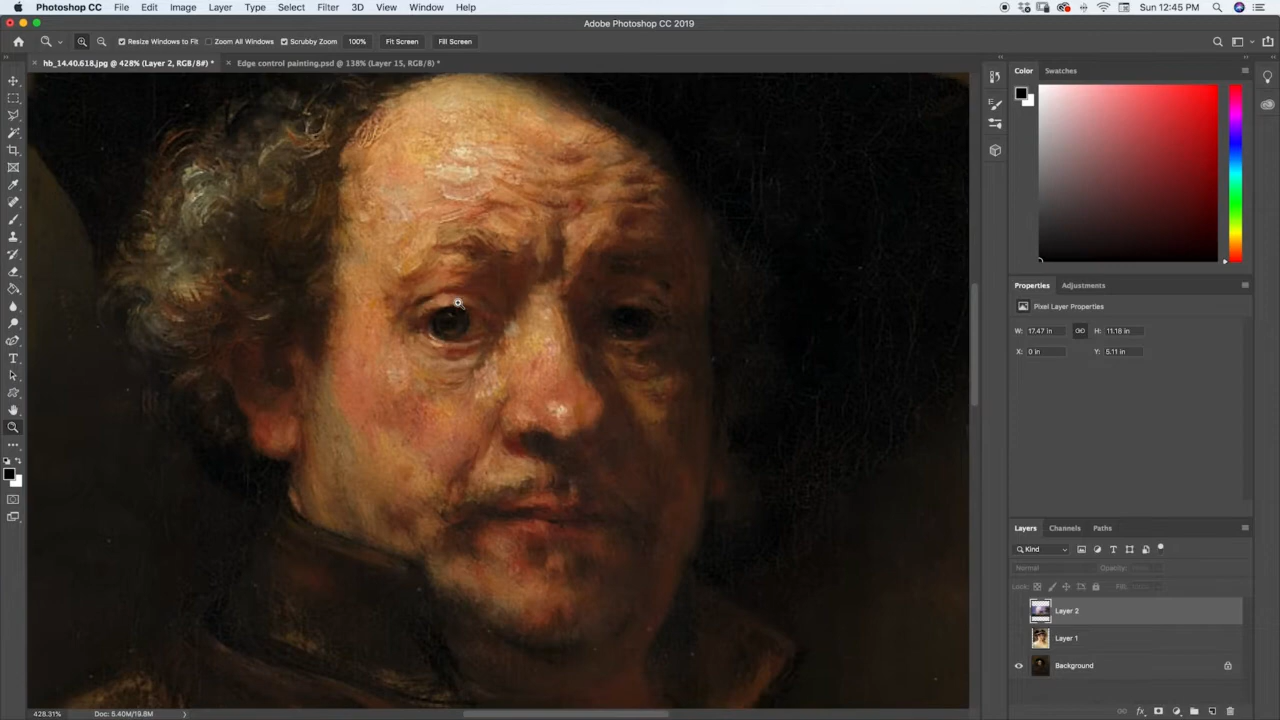 Photoshop CC File Edit Image Layer Type Select Filter 3D View Window Help Sun 12:45 PM
Adobe Photoshop CC 2019
Resize Windows to Fit Zoom All Windows Scrubby Zoom 100% Fit Screen Fill Screen
hb_14.40.618.jpg @ 428% (Layer 2, RGB/8#) * Edge control painting.psd @ 138% (Layer 15, RGB/8) *
Color Swatches
Properties Adjustments
Pixel Layer Properties
W: 17.47 in H: 11.18 in
X: 0 in Y: 5.11 in
Layers Channels Paths
Kind
Normal Opacity:
Lock: Fill:
Layer 2
Layer 1
Background
428.31% Doc: 5.40M/19.8M